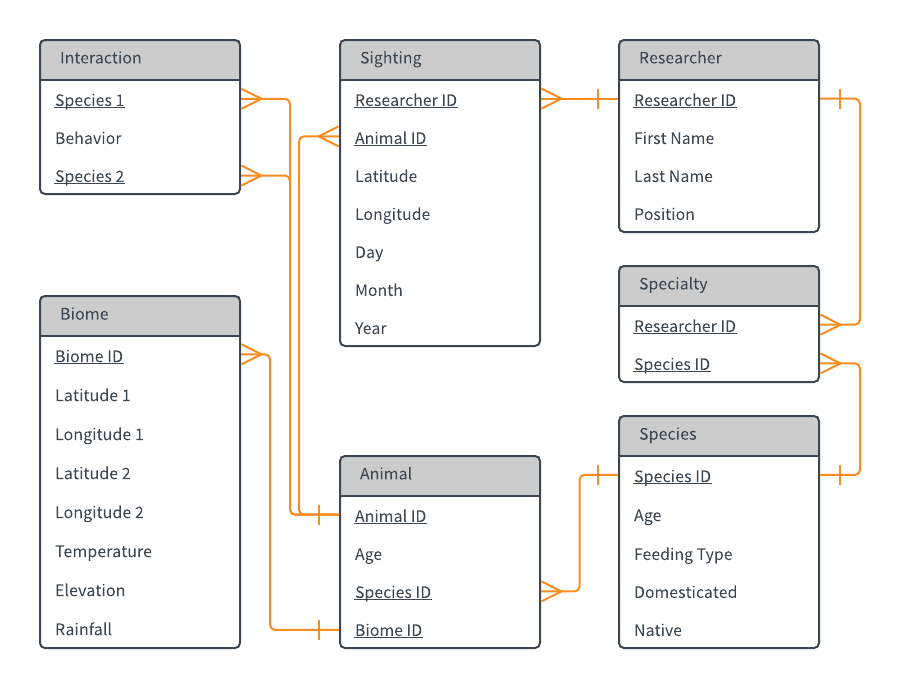 Interaction
Species 1
Behavior
Species 2
Sighting
Researcher ID
Animal ID
Latitude
Longitude
Day
Month
Year
Researcher
Researcher ID
First Name
Last Name
Position
Specialty
Researcher ID
Species ID
Biome
Biome ID
Latitude 1
Longitude 1
Latitude 2
Longitude 2
Temperature
Elevation
Rainfall
Animal
Animal ID
Age
Species ID
Biome ID
Species
Species ID
Age
Feeding Type
Domesticated
Native